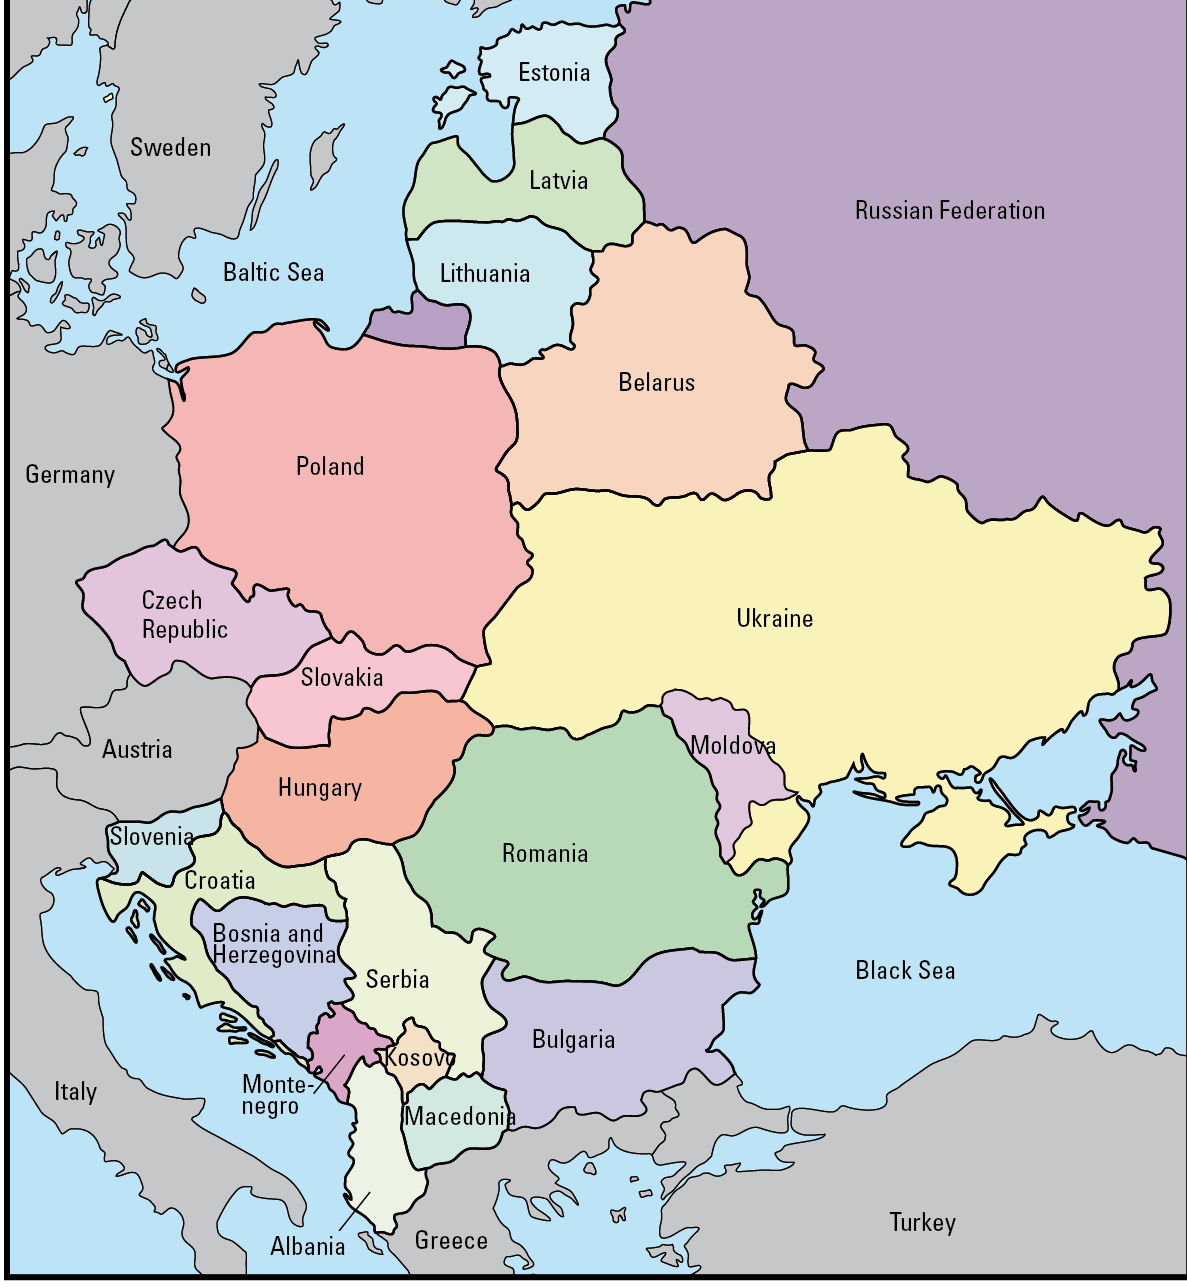 Estonia
Sweden
Latvia
Russian Federation
Baltic Sea
Lithuania
Belarus
Poland
Germany
Czech
Republic
Ukraine
Slovakia
Austria
Moldova
Hungary
Slovenia
Romania
Croatia
Bosnia and
Herzegovina
Serbia
Black Sea
Bulgaria
Kosovo
Monte-
negro
Italy
Macedonia
Turkey
Albania
Greece